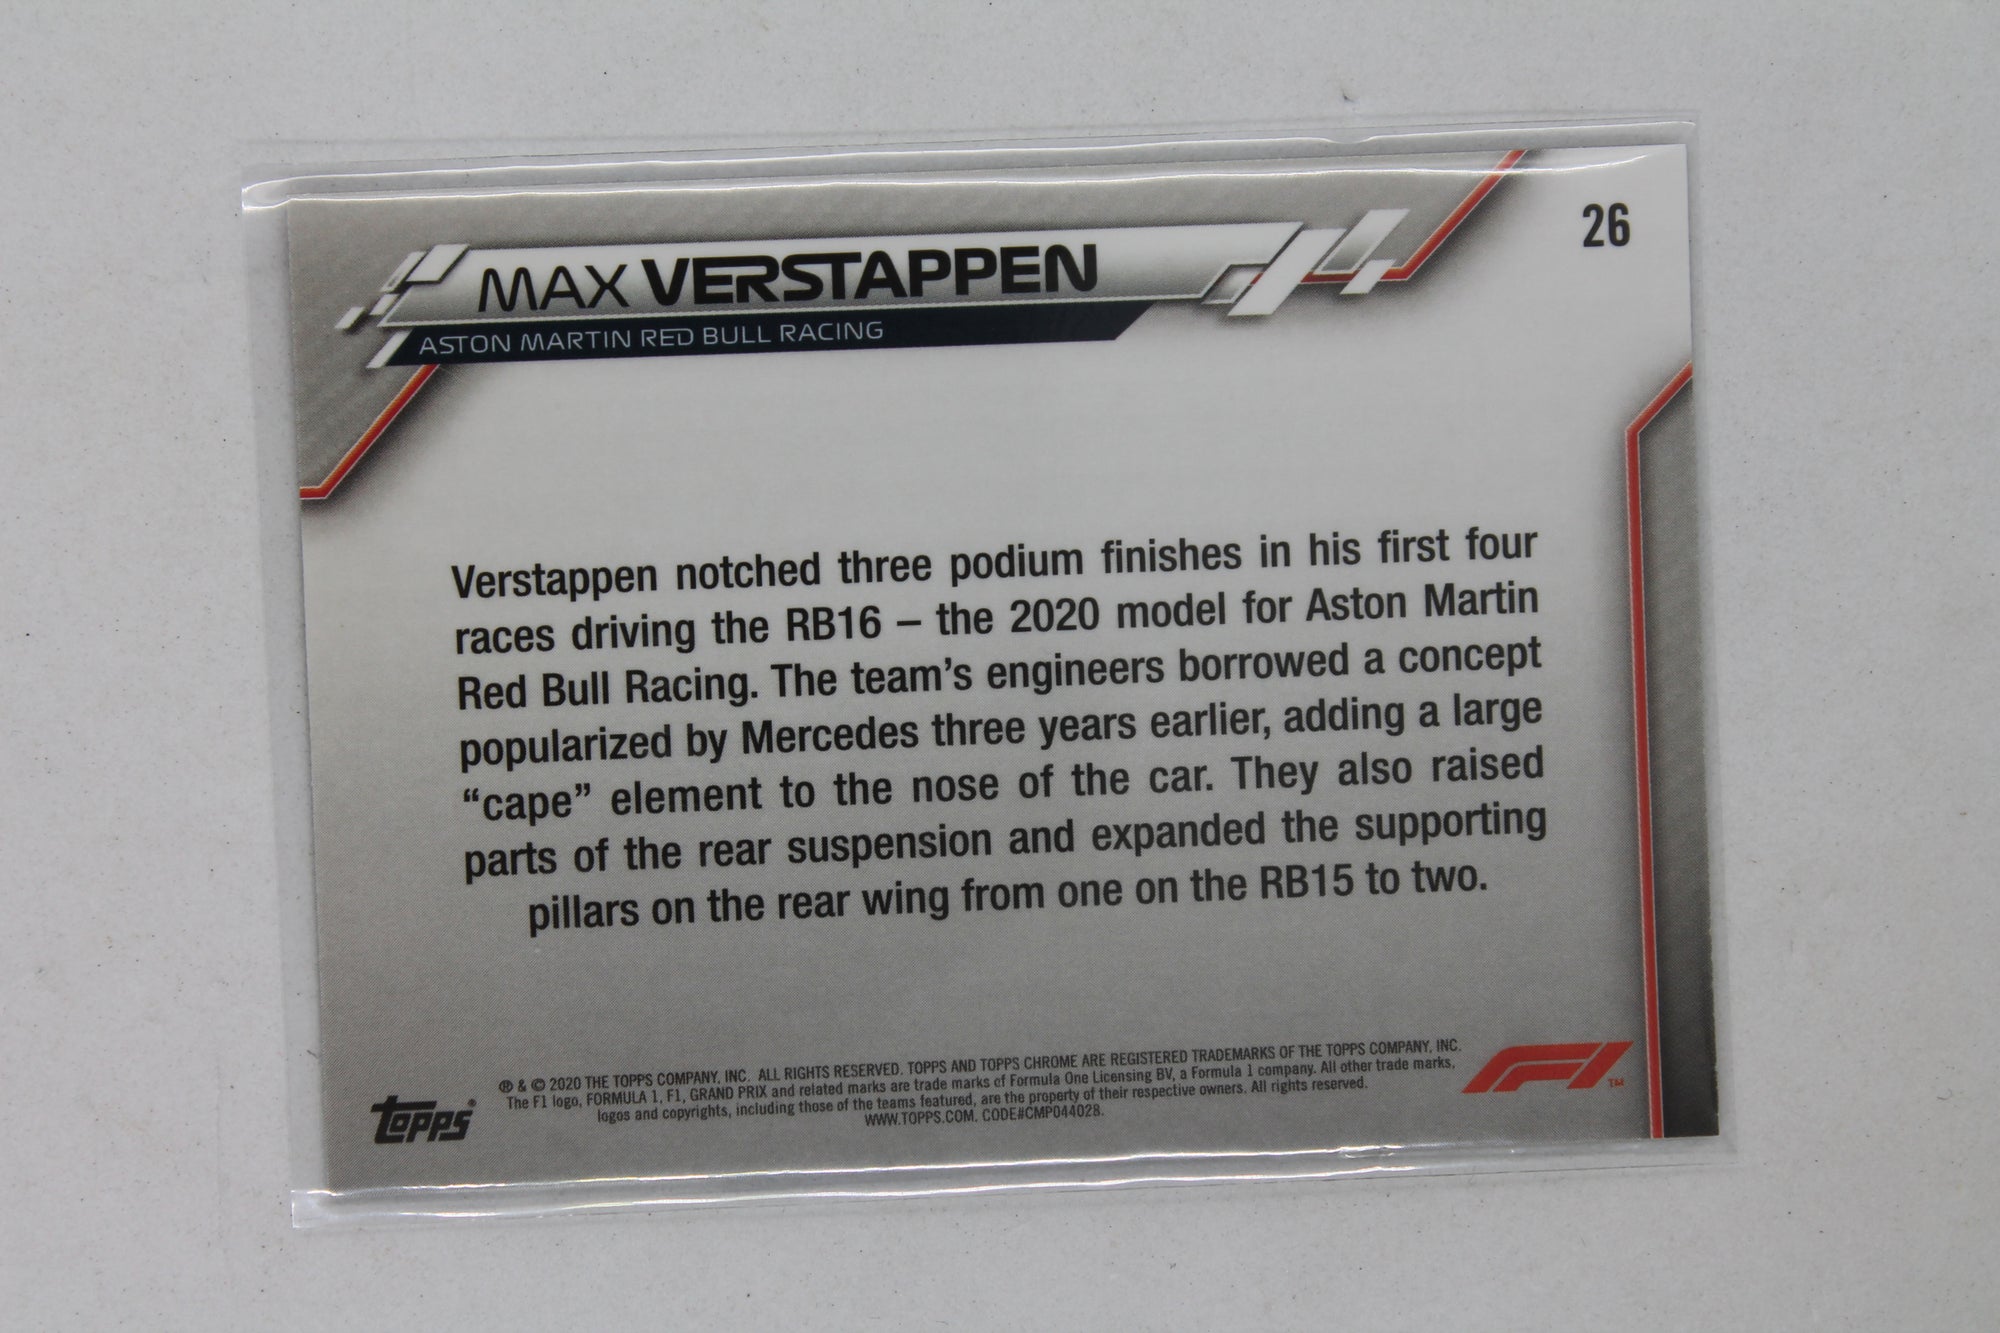 26
MAX VERSTAPPEN
ASTON MARTIN RED BULL RACING
Verstappen notched three podium finishes in his first four
races driving the RB16 – the 2020 model for Aston Martin
Red Bull Racing. The team's engineers borrowed a concept
popularized by Mercedes three years earlier, adding a large
“cape” element to the nose of the car. They also raised
parts of the rear suspension and expanded the supporting
pillars on the rear wing from one on the RB15 to two.
® & © 2020 THE TOPPS COMPANY, INC. ALL RIGHTS RESERVED. TOPPS AND TOPPS CHROME ARE REGISTERED TRADEMARKS OF THE TOPPS COMPANY, INC.
The F1 logo, FORMULA 1, F1, GRAND PRIX and related marks are trade marks of Formula One Licensing BV, a Formula 1 company. All other trade marks,
logos and copyrights, including those of the teams featured, are the property of their respective owners. All rights reserved.
WWW.TOPPS.COM. CODE#CMP044028.
TOPPS®
F1™